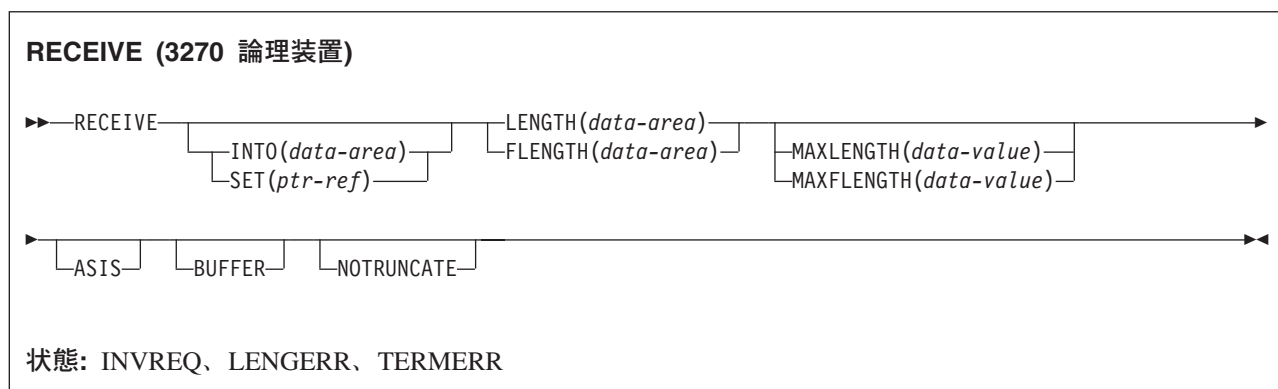 RECEIVE (3270 論理装置)
RECEIVE LENGTH(data-area)
INTO(data-area) FLENGTH(data-area) MAXLENGTH(data-value)
SET(ptr-ref) MAXFLENGTH(data-value)
ASIS BUFFER NOTRUNCATE
状態: INVREQ、LENGERR、TERMERR